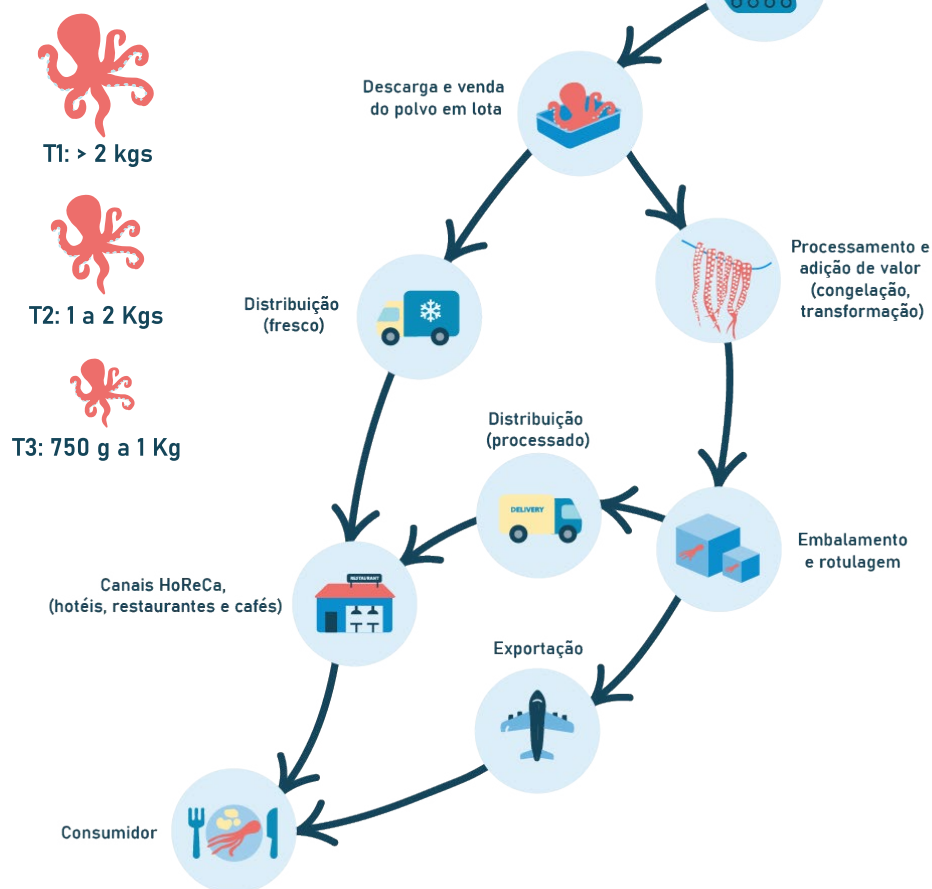 T1: > 2 kgs
T2: 1 a 2 Kgs
T3: 750 g a 1 Kg
Descarga e venda
do polvo em lota
Processamento e
adição de valor
(congelação,
transformação)
Distribuição
(fresco)
Distribuição
(processado)
DELIVERY
Embalamento
e rotulagem
RESTAURANT
Canais HoReCa,
(hotéis, restaurantes e cafés)
Exportação
Consumidor